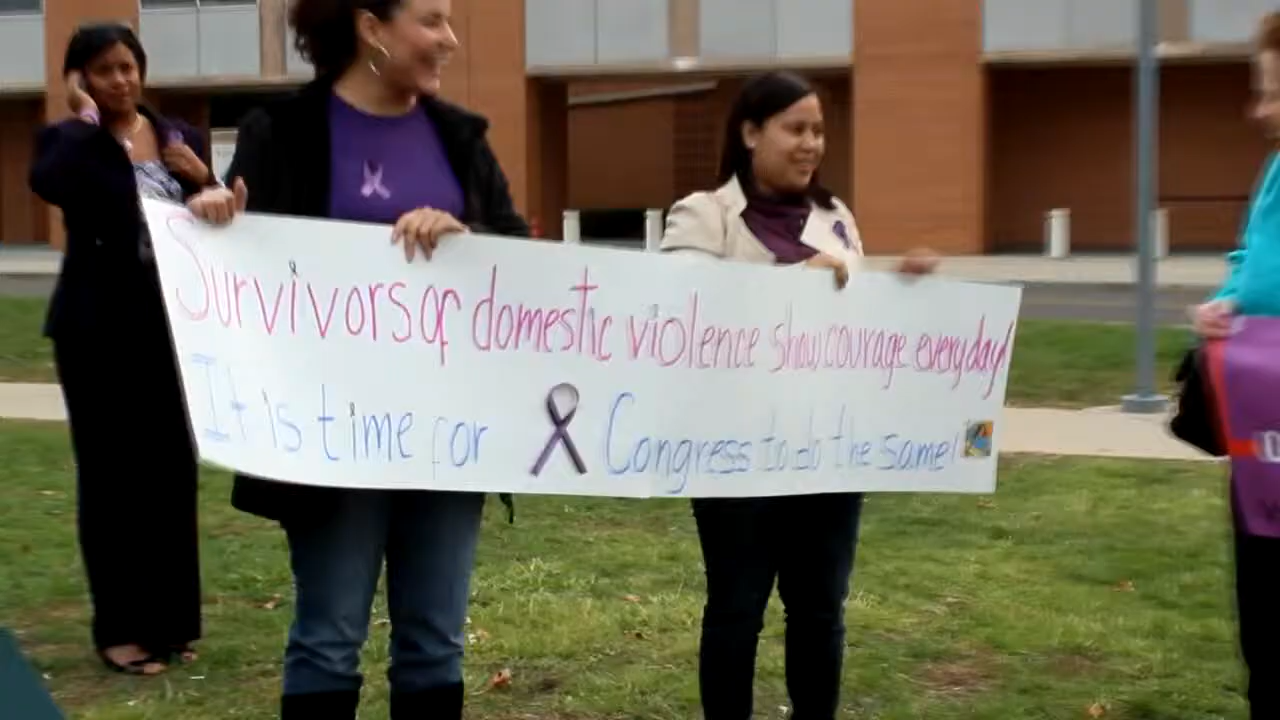 Survivors of domestic violence show courage everyday!
It is time for Congress to do the same!